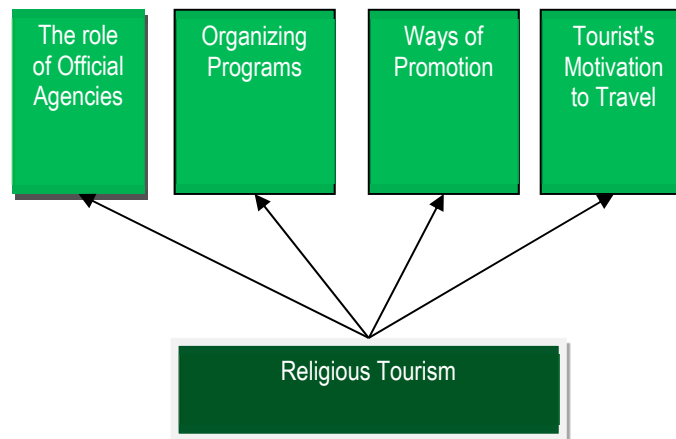 The role
of Official
Agencies
Organizing
Programs
Ways of
Promotion
Tourist's
Motivation
to Travel
Religious Tourism